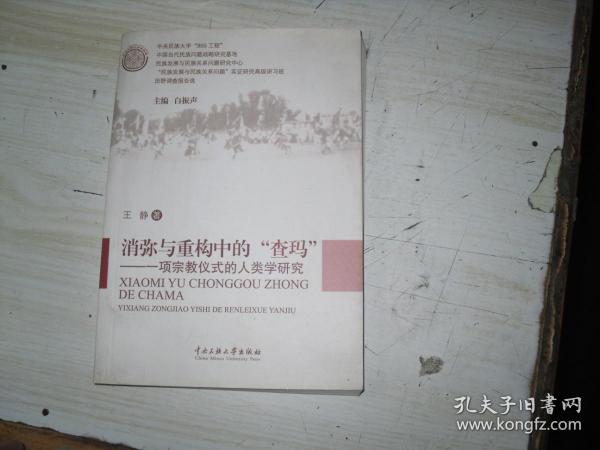 中央民族大学“985工程”
中国当代民族问题战略研究基地
民族发展与民族关系问题研究中心
“民族发展与民族关系问题”实证研究高级讲习班
田野调查报告选
主编 白振声
王 静 著
消弥与重构中的“查玛”
——一项宗教仪式的人类学研究
XIAOMI YU CHONGGOU ZHONG
DE CHAMA
YIXIANG ZONGJIAO YISHI DE RENLEIXUE YANJIU
中央民族大学出版社
China Minzu University Press
孔夫子旧书网
www.kongfz.com